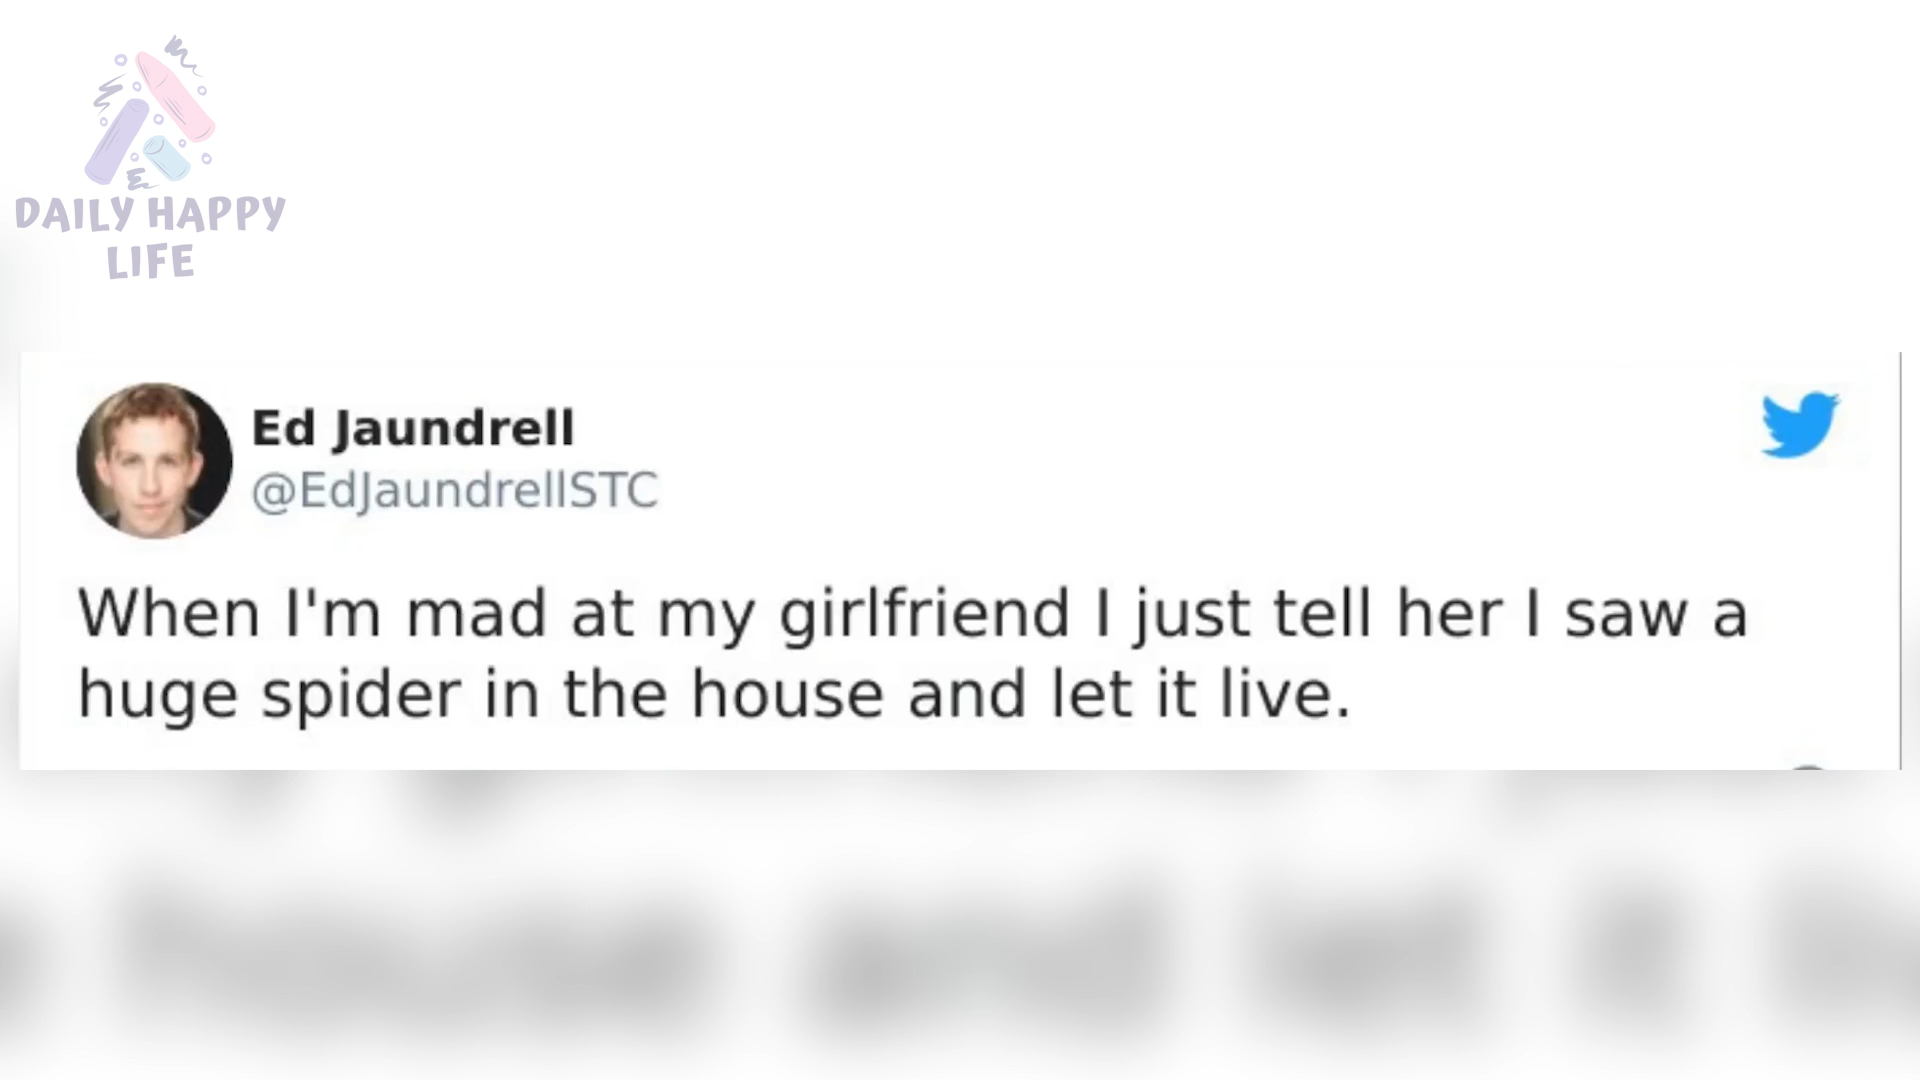 DAILY HAPPY
LIFE
Ed Jaundrell
@EdJaundrellSTC
When I'm mad at my girlfriend I just tell her I saw a
huge spider in the house and let it live.